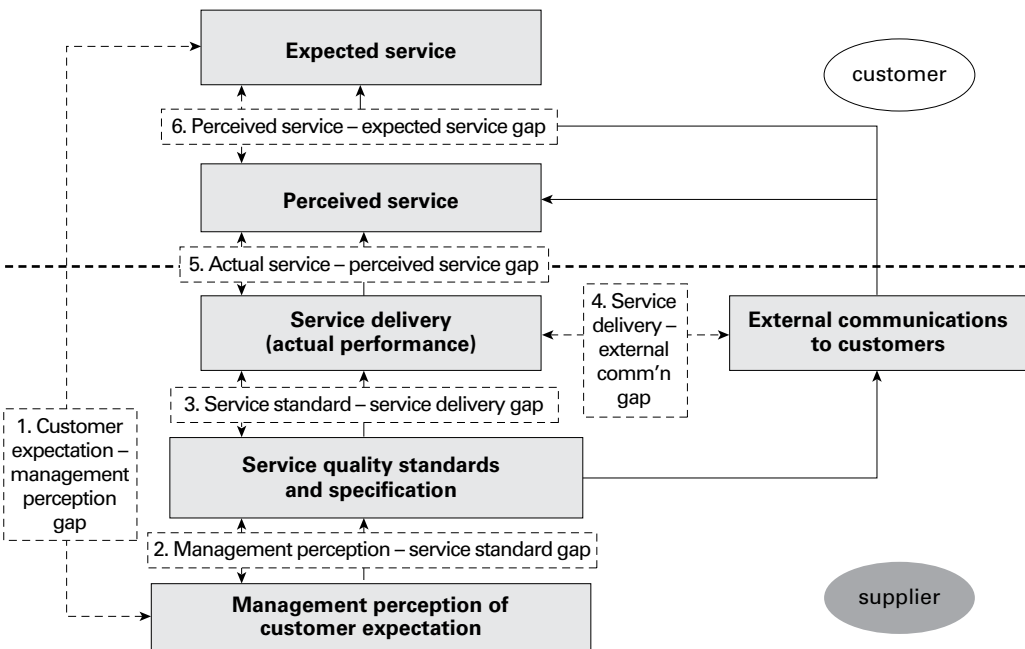 Expected service
customer
6. Perceived service – expected service gap
Perceived service
5. Actual service – perceived service gap
Service delivery
(actual performance)
4. Service
delivery –
external
comm’n
gap
External communications
to customers
3. Service standard – service delivery gap
1. Customer
expectation –
management
perception
gap
Service quality standards
and specification
2. Management perception – service standard gap
Management perception of
customer expectation
supplier